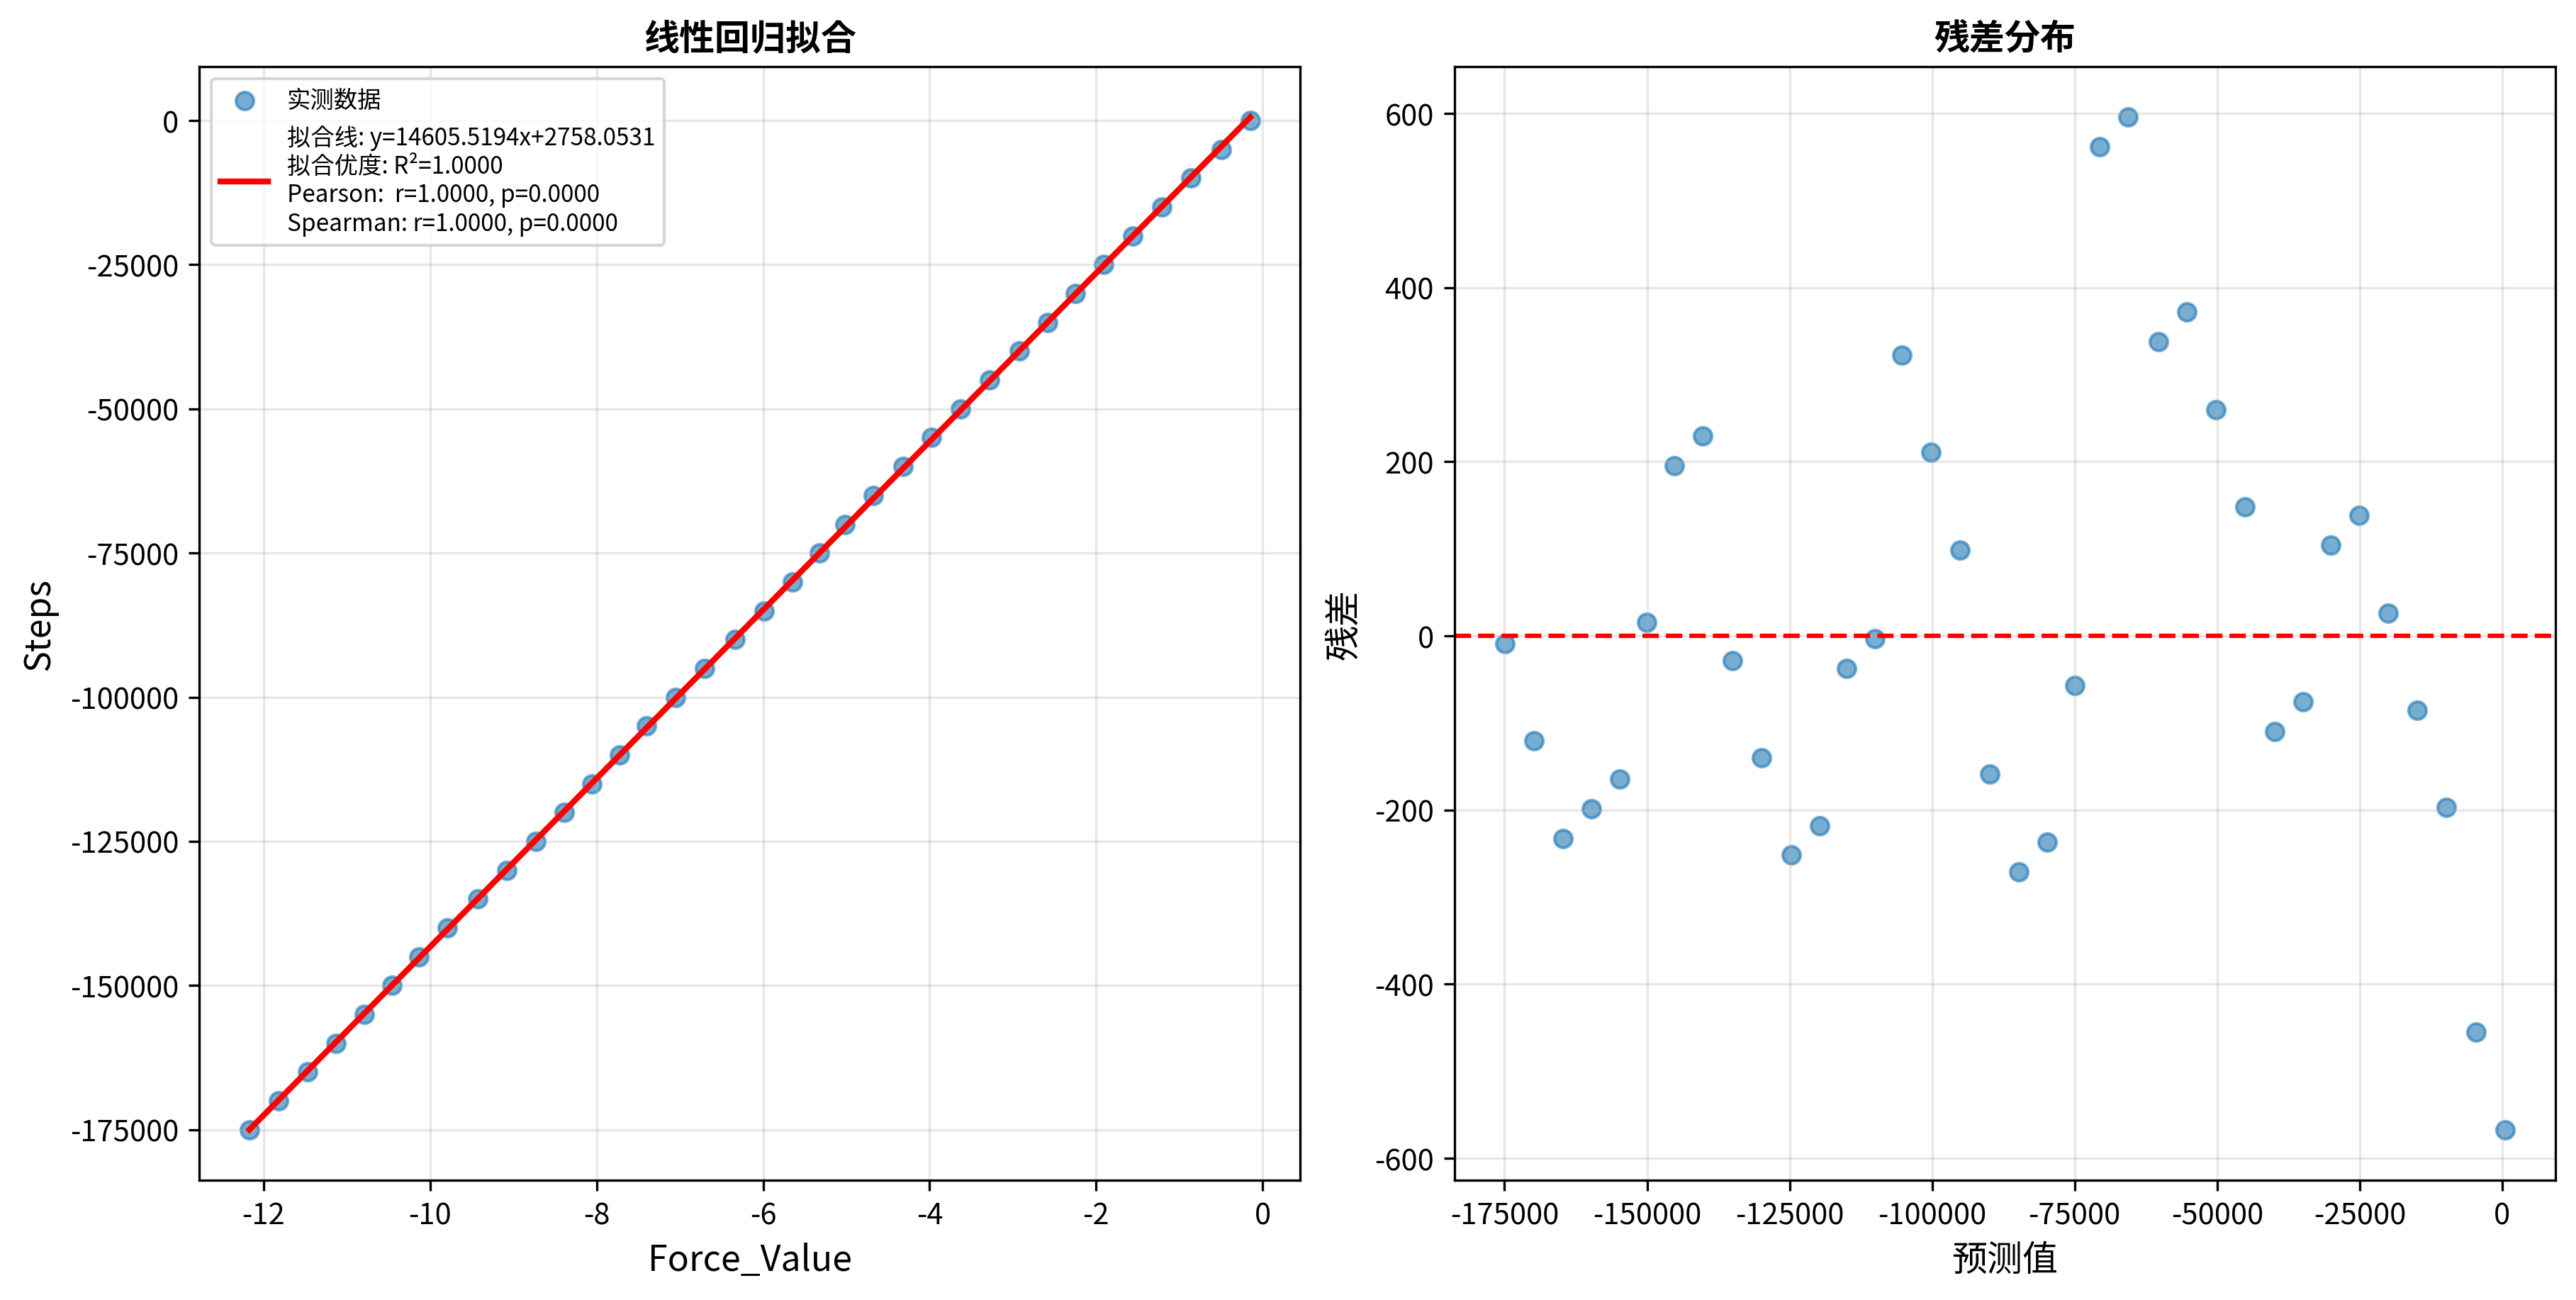 线性回归拟合
实测数据
拟合线: y=14605.5194x+2758.0531
拟合优度: R²=1.0000
Pearson:  r=1.0000, p=0.0000
Spearman: r=1.0000, p=0.0000
0
-25000
-50000
-75000
-100000
-125000
-150000
-175000
Steps
-12 -10 -8 -6 -4 -2 0
Force_Value
残差分布
600
400
200
0
-200
-400
-600
残差
-175000 -150000 -125000 -100000 -75000 -50000 -25000 0
预测值